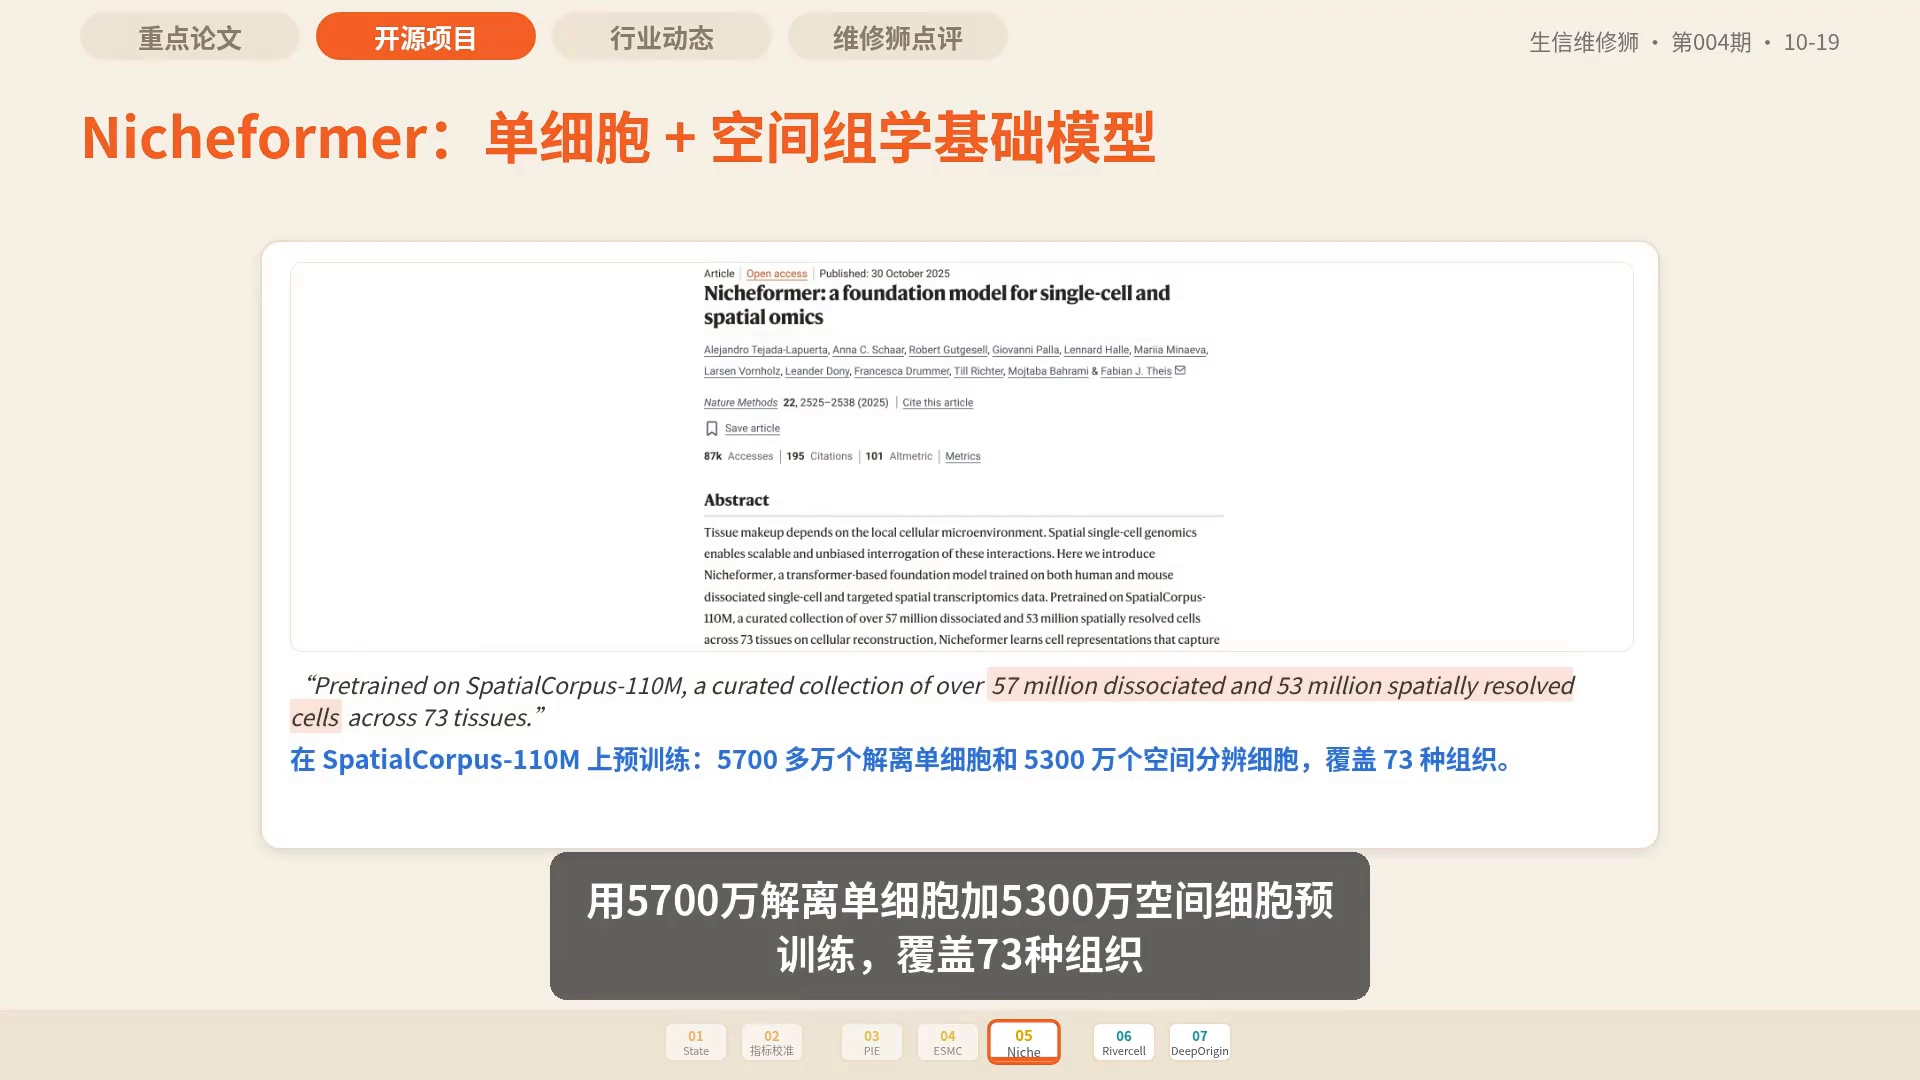 重点论文
开源项目
行业动态
维修狮点评
生信维修狮 • 第004期 • 10-19
Nicheformer：单细胞 + 空间组学基础模型
Article | Open access | Published: 30 October 2025
Nicheformer: a foundation model for single-cell and
spatial omics
Alejandro Tejada-Lapuerta, Anna C. Schaar, Robert Gutgesell, Giovanni Palla, Lennard Halle, Mariia Minaeva,
Larsen Vornholz, Leander Dony, Francesca Drummer, Till Richter, Mojtaba Bahrami & Fabian J. Theis
Nature Methods 22, 2525–2538 (2025) | Cite this article
Save article
87k Accesses | 195 Citations | 101 Altmetric | Metrics
Abstract
Tissue makeup depends on the local cellular microenvironment. Spatial single-cell genomics
enables scalable and unbiased interrogation of these interactions. Here we introduce
Nicheformer, a transformer-based foundation model trained on both human and mouse
dissociated single-cell and targeted spatial transcriptomics data. Pretrained on SpatialCorpus-
110M, a curated collection of over 57 million dissociated and 53 million spatially resolved cells
across 73 tissues on cellular reconstruction, Nicheformer learns cell representations that capture
“Pretrained on SpatialCorpus-110M, a curated collection of over 57 million dissociated and 53 million spatially resolved
cells across 73 tissues.”
在 SpatialCorpus-110M 上预训练：5700 多万个解离单细胞和 5300 万个空间分辨细胞，覆盖 73 种组织。
用5700万解离单细胞加5300万空间细胞预
训练，覆盖73种组织
01
State
02
指标校准
03
PIE
04
ESMC
05
Niche
06
Rivercell
07
DeepOrigin